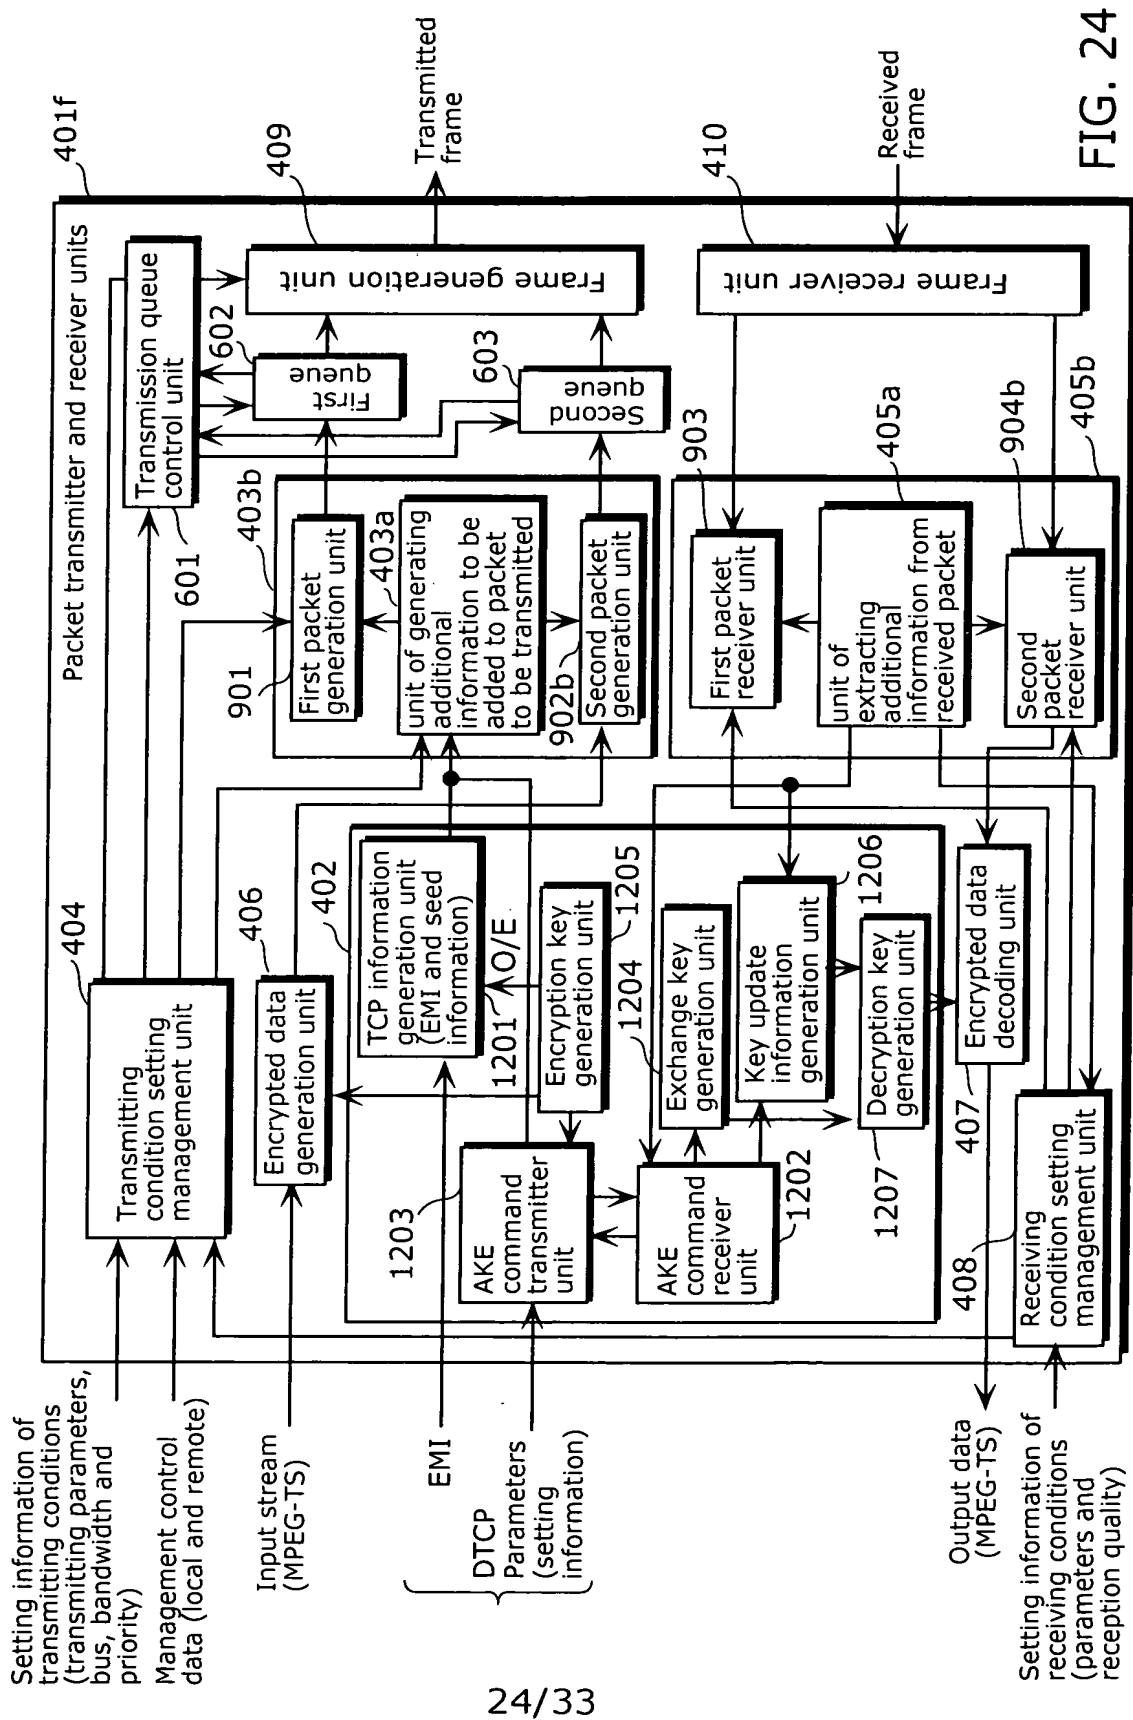 Setting information of
transmitting conditions
(transmitting parameters,
bus, bandwidth and
priority)
Management control
data (local and remote)
Input stream
(MPEG-TS)
EMI
DTCP
Parameters
(setting
information)
Output data
(MPEG-TS)
Setting information of
receiving conditions
(parameters and
reception quality)
Packet transmitter and receiver units
401f
404
Transmitting
condition setting
management unit
406
Encrypted data
generation unit
402
TCP information
generation unit
(EMI and seed
information)
1201
O/E
1205
Encryption key
generation unit
1203
AKE
command
transmitter
unit
AKE
command
receiver
unit
1202
1204
Exchange key
generation unit
Key update
information
generation unit
1206
Decryption key
generation unit
1207
Encrypted data
decoding unit
407
408
Receiving
condition setting
management unit
Transmission queue
control unit
601
403b
901
First packet
generation unit
403a
unit of generating
additional
information to be
added to packet
to be transmitted
902b
Second packet
generation unit
602
First
queue
603
Second
queue
409
Frame generation unit
Transmitted
frame
903
First packet
receiver unit
405a
unit of
extracting
additional
information from
received packet
904b
Second
packet
receiver unit
405b
410
Frame receiver unit
Received
frame
FIG. 24
24/33